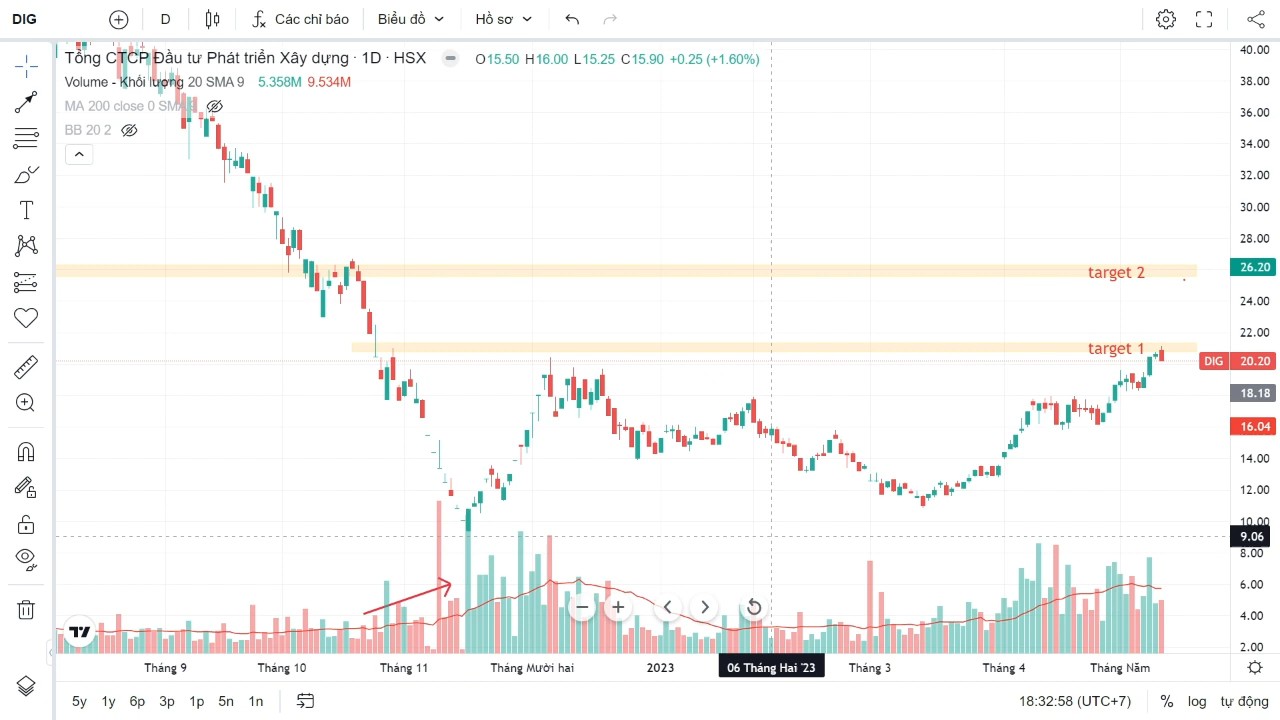 DIG
D
Các chỉ báo
Biểu đồ
Hồ sơ
Tổng CTCP Đầu tư Phát triển Xây dựng · 1D · HSX
O15.50 H16.00 L15.25 C15.90 +0.25 (+1.60%)
Volume - Khối lượng 20 SMA 9 5.358M 9.534M
MA 200 close 0 SMA
BB 20 2
target 2
target 1
40.00
38.00
36.00
34.00
32.00
30.00
28.00
26.20
24.00
22.00
DIG 20.20
18.18
16.04
14.00
12.00
10.00
9.06
8.00
6.00
4.00
2.00
Tháng 9
Tháng 10
Tháng 11
Tháng Mười hai
2023
06 Tháng Hai '23
Tháng 3
Tháng 4
Tháng Năm
5y 1y 6p 3p 1p 5n 1n
18:32:58 (UTC+7)
% log tự động